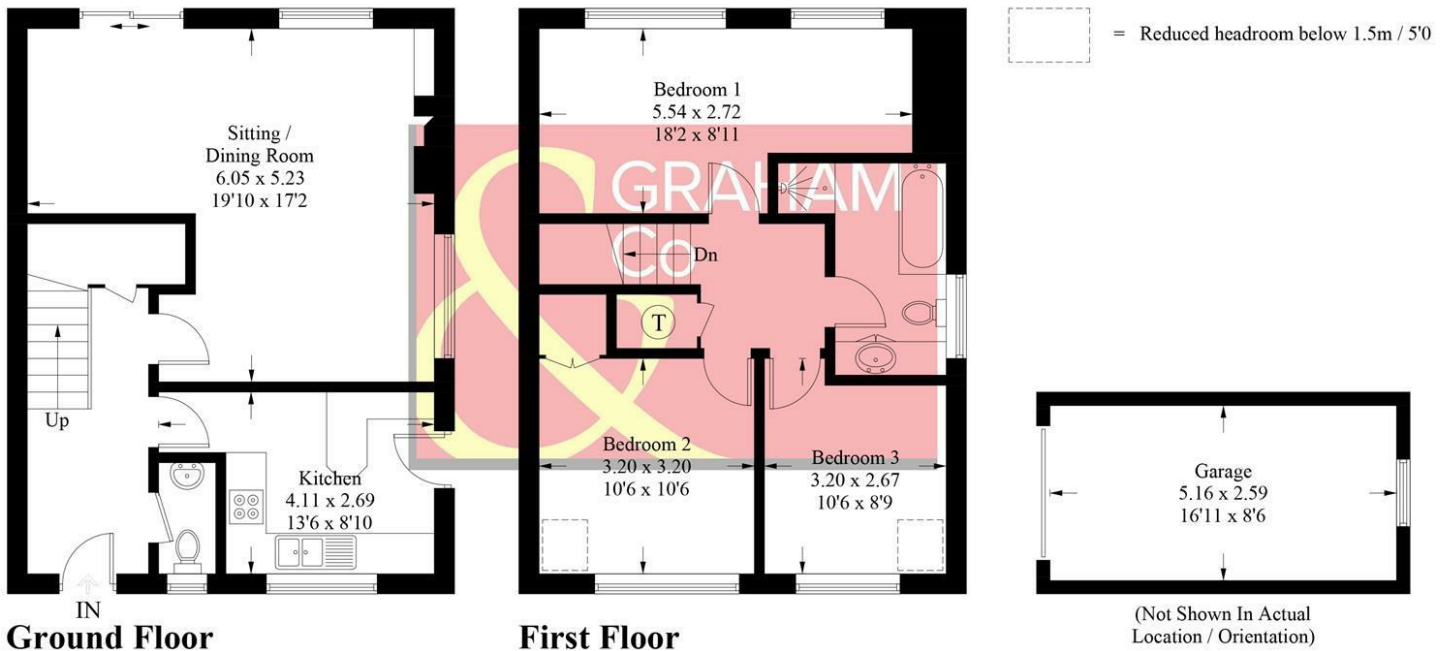 = Reduced headroom below 1.5m / 5'0
Sitting /
Dining Room
6.05 x 5.23
19'10 x 17'2
Up
Kitchen
4.11 x 2.69
13'6 x 8'10
IN
Ground Floor
Bedroom 1
5.54 x 2.72
18'2 x 8'11
GRAHAM
&
Co
Dn
T
Bedroom 2
3.20 x 3.20
10'6 x 10'6
Bedroom 3
3.20 x 2.67
10'6 x 8'9
First Floor
Garage
5.16 x 2.59
16'11 x 8'6
(Not Shown In Actual
Location / Orientation)